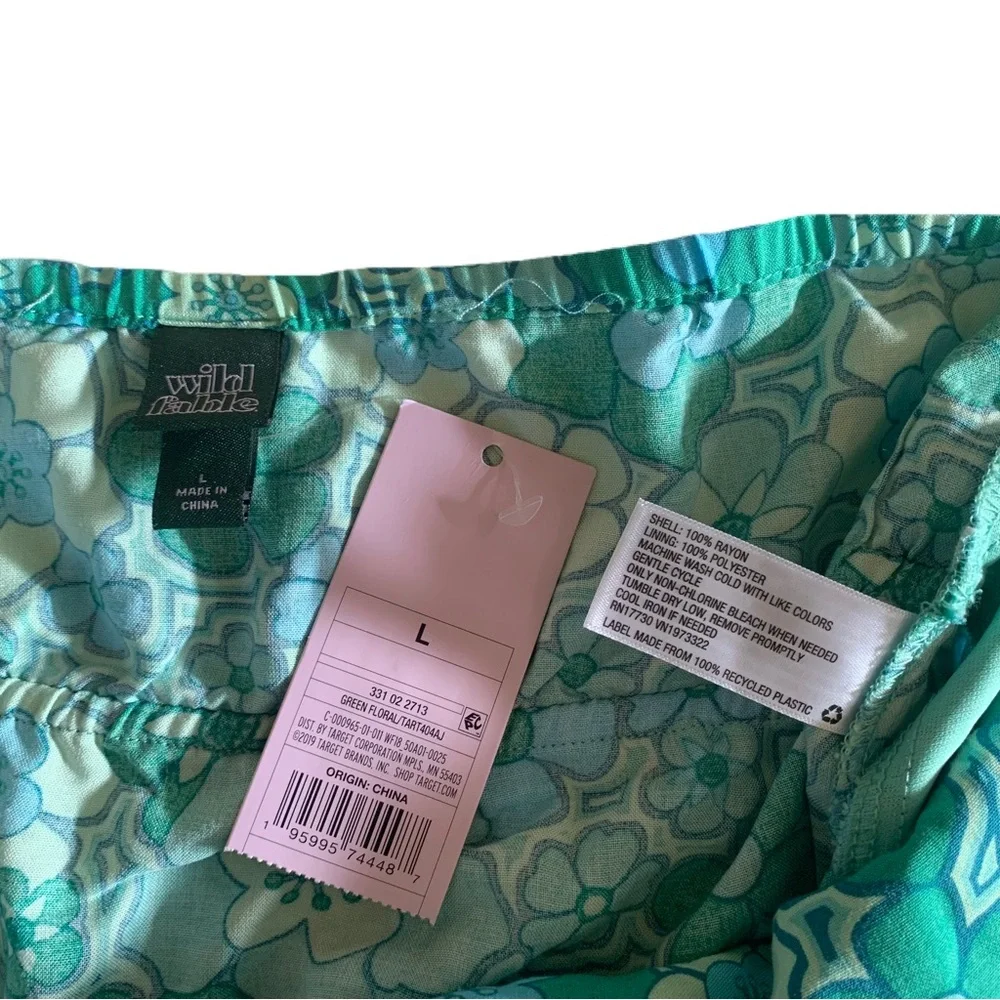 wild
fable
L
MADE IN
CHINA
L
331 02 2713
GREEN FLORAL/TART404AJ
C-000965-01-011 WF18 50A01-0025
DIST. BY TARGET CORPORATION MPLS, MN 55403
©2019 TARGET BRANDS, INC. SHOP TARGET.COM
ORIGIN: CHINA
1 95995 74448 7
SHELL: 100% RAYON
LINING: 100% POLYESTER
MACHINE WASH COLD WITH LIKE COLORS
GENTLE CYCLE
ONLY NON-CHLORINE BLEACH WHEN NEEDED
TUMBLE DRY LOW, REMOVE PROMPTLY
COOL IRON IF NEEDED
RN17730 VN1973322
LABEL MADE FROM 100% RECYCLED PLASTIC